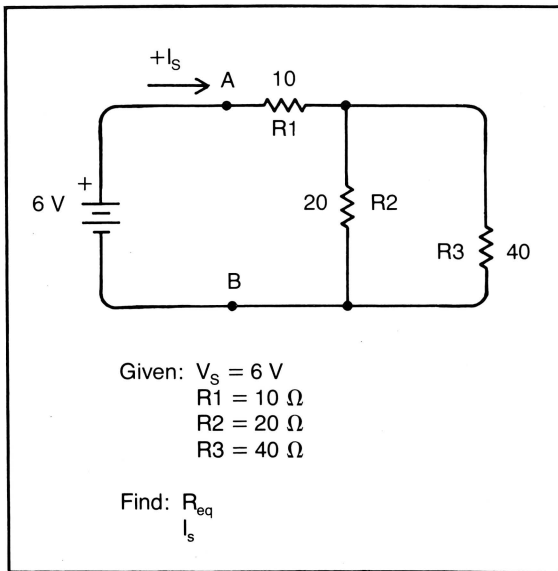 +I_S
A 10
R1
+
6 V
20 R2
R3 40
B
Given: V_S = 6 V
R1 = 10 Ω
R2 = 20 Ω
R3 = 40 Ω
Find: R_eq
I_s